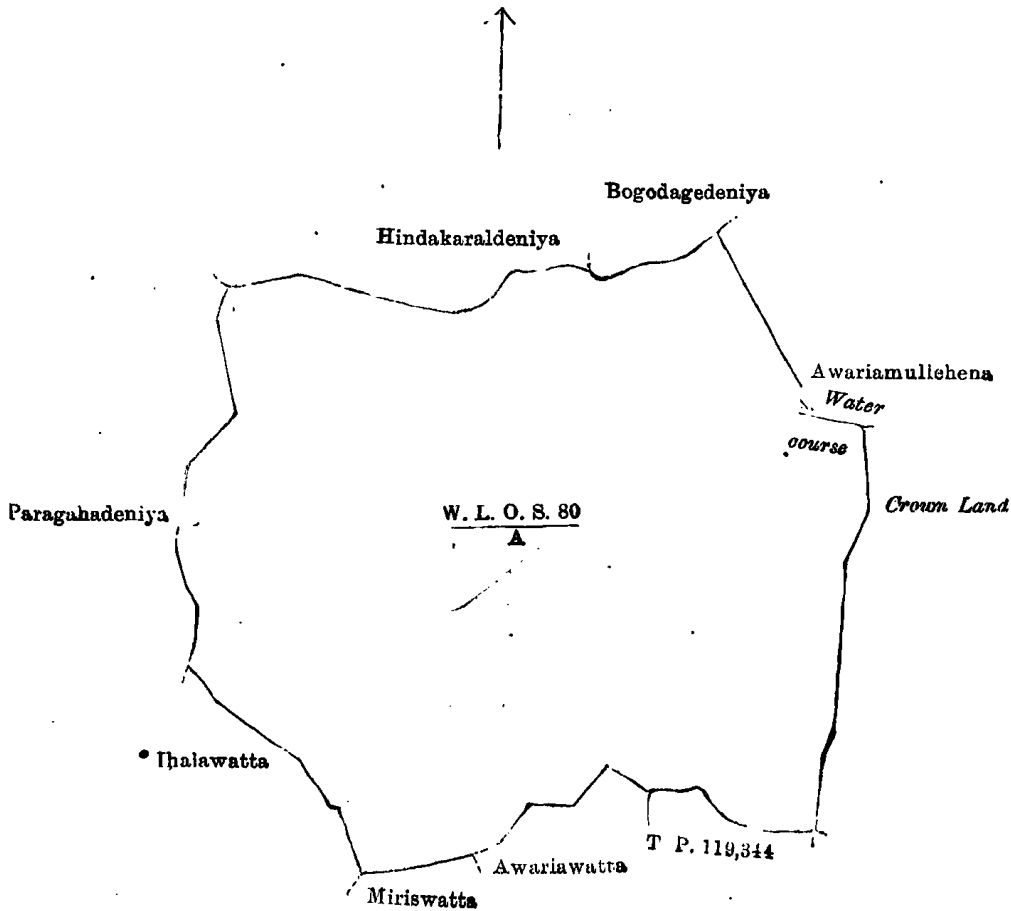 Bogodagedeniya
Hindakaraldeniya
Awariamullehena
Water
course
Crown Land
Paragahadeniya
W. L. O. S. 80
A
Ihalawatta
T P. 119,344
Awariawatta
Miriswatta